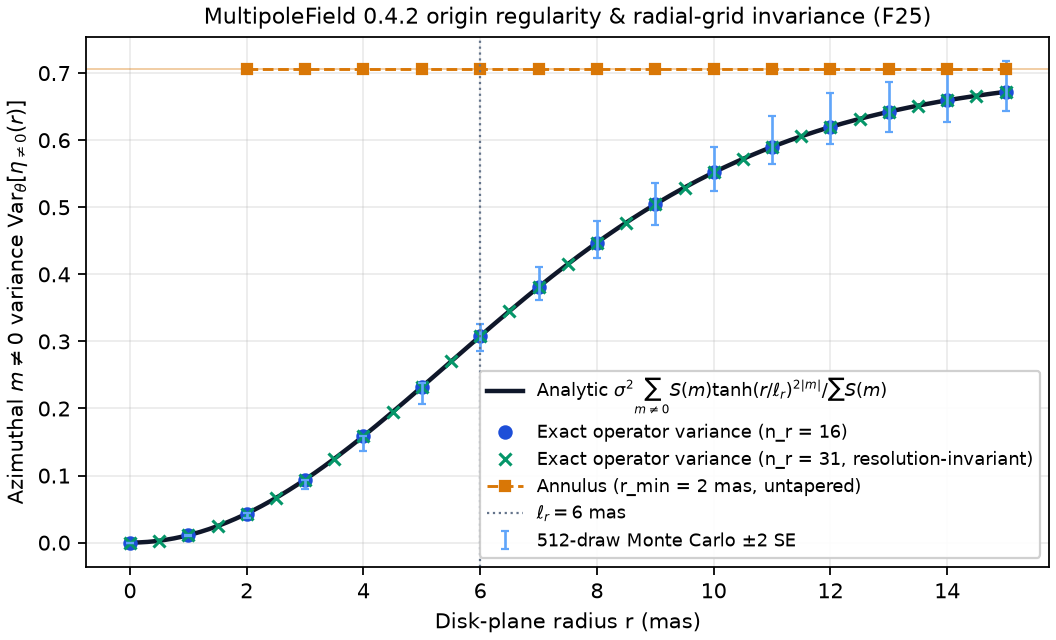 MultipoleField 0.4.2 origin regularity & radial-grid invariance (F25)
Azimuthal m ≠ 0 variance Var_θ[η_≠0(r)]
0.7
0.6
0.5
0.4
0.3
0.2
0.1
0.0
Analytic σ² ∑_{m≠0} S(m)tanh(r/ℓ_r)^{2|m|}/∑S(m)
Exact operator variance (n_r = 16)
Exact operator variance (n_r = 31, resolution-invariant)
Annulus (r_min = 2 mas, untapered)
ℓ_r = 6 mas
512-draw Monte Carlo ±2 SE
0 2 4 6 8 10 12 14
Disk-plane radius r (mas)